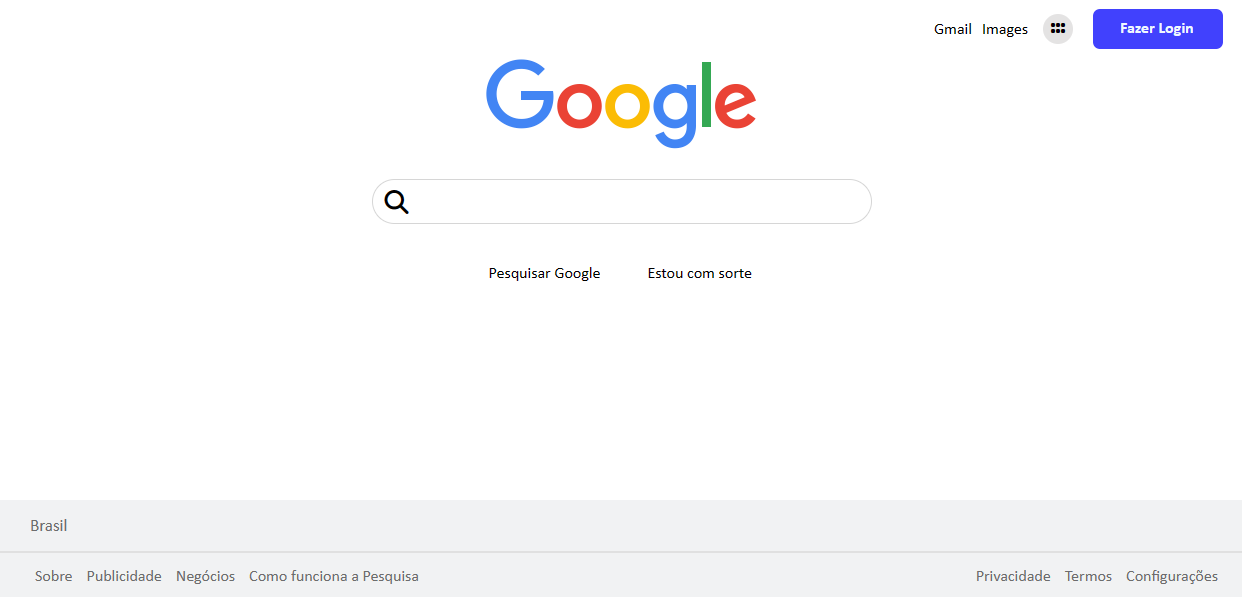 Gmail Images Fazer Login
Google
Pesquisar Google Estou com sorte
Brasil
Sobre Publicidade Negócios Como funciona a Pesquisa Privacidade Termos Configurações